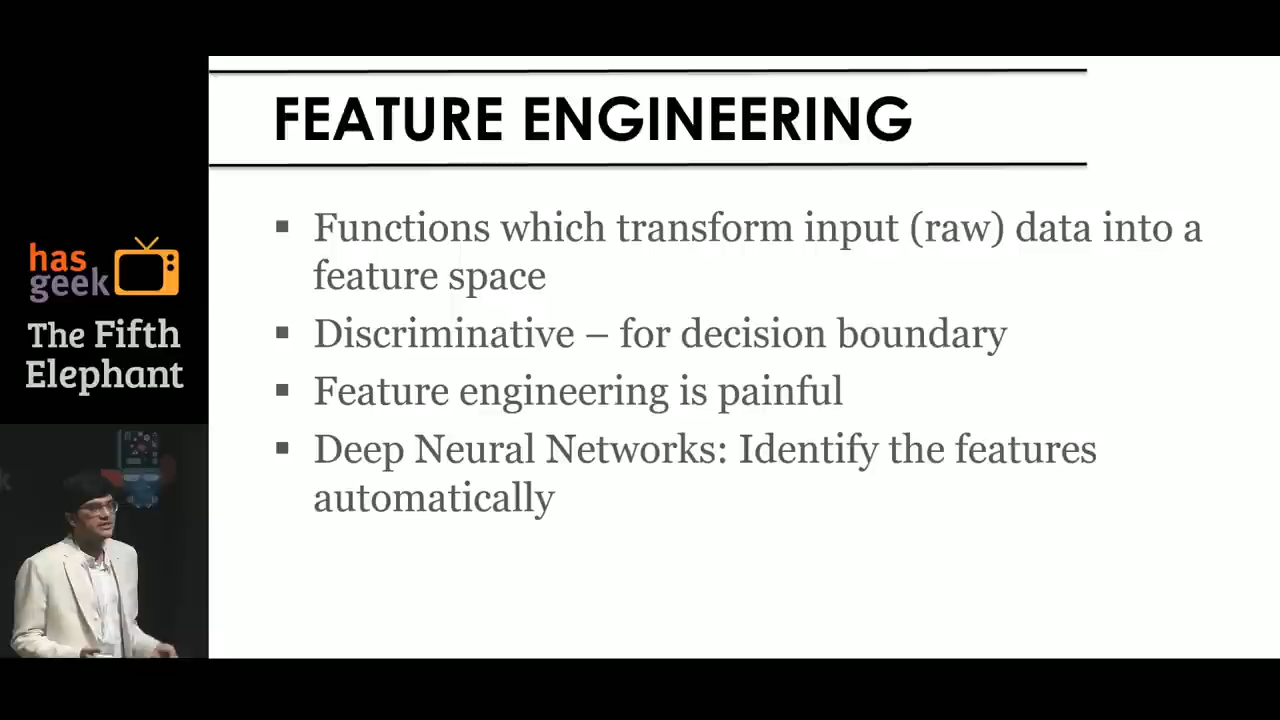 FEATURE ENGINEERING
▪ Functions which transform input (raw) data into a
feature space
▪ Discriminative – for decision boundary
▪ Feature engineering is painful
▪ Deep Neural Networks: Identify the features
automatically
has
geek
The Fifth
Elephant